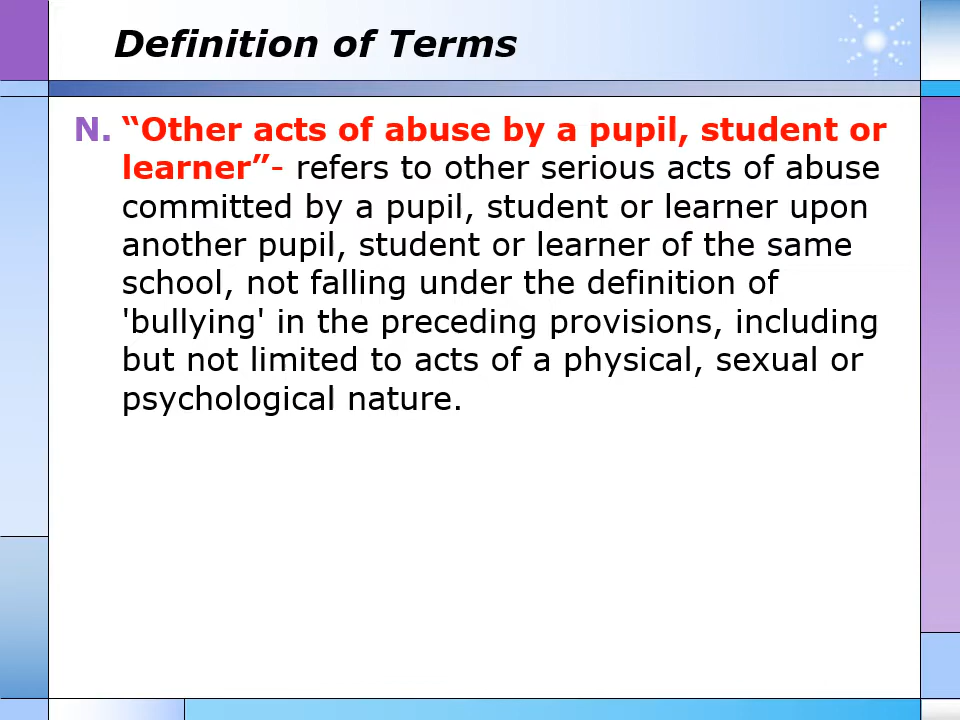 Definition of Terms
N. “Other acts of abuse by a pupil, student or
learner”- refers to other serious acts of abuse
committed by a pupil, student or learner upon
another pupil, student or learner of the same
school, not falling under the definition of
'bullying' in the preceding provisions, including
but not limited to acts of a physical, sexual or
psychological nature.